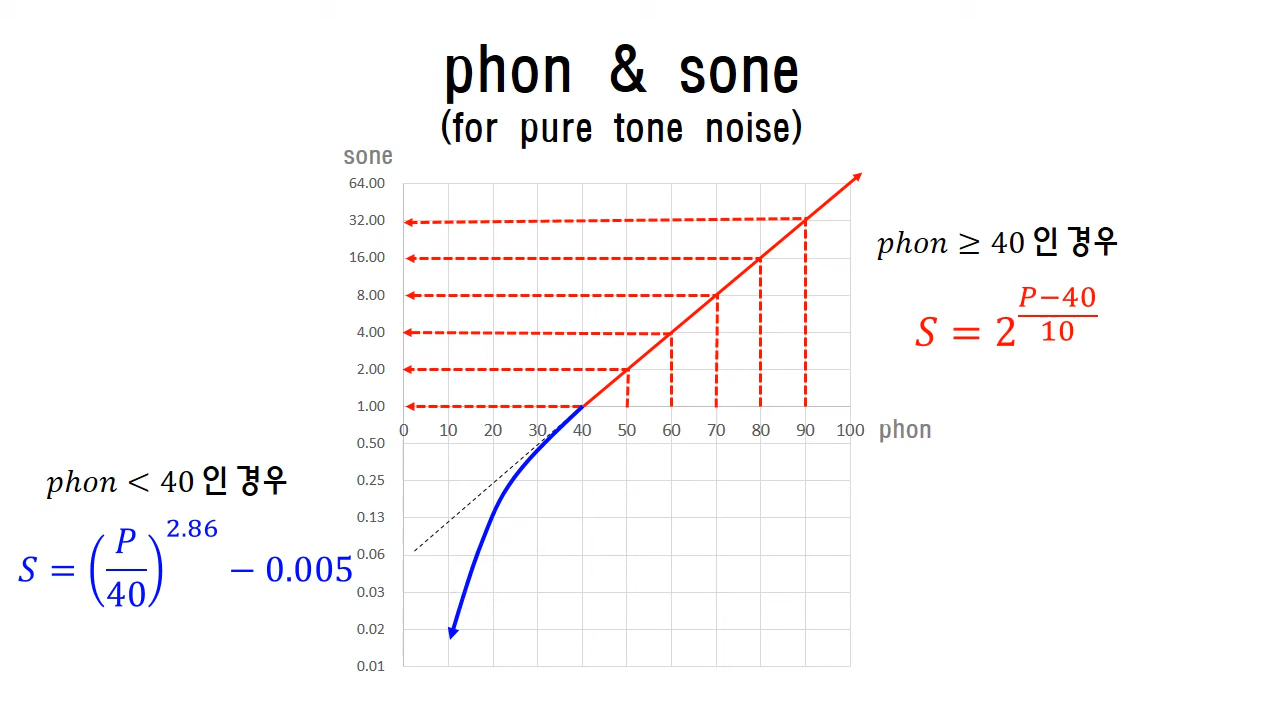 phon & sone
(for pure tone noise)
sone
64.00
32.00
16.00
8.00
4.00
2.00
1.00
0 10 20 30 40 50 60 70 80 90 100 phon
0.50
0.25
0.13
0.06
0.03
0.02
0.01
phon ≥ 40 인 경우
S = 2^((P−40)/10)
phon < 40 인 경우
S = (P/40)^2.86 − 0.005